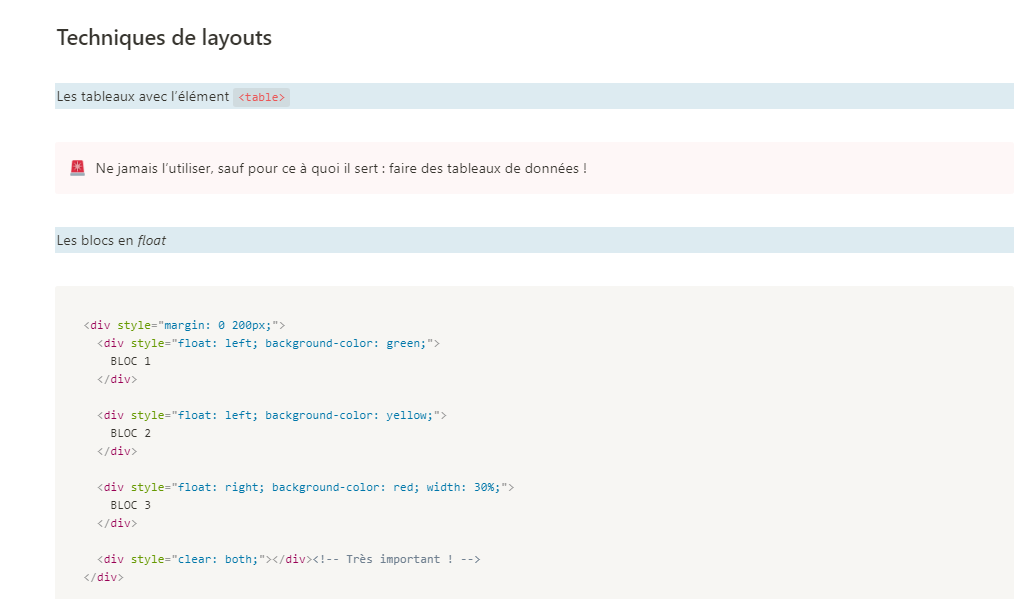 Techniques de layouts
Les tableaux avec l’élément <table>
Ne jamais l’utiliser, sauf pour ce à quoi il sert : faire des tableaux de données !
Les blocs en float
<div style="margin: 0 200px;">
<div style="float: left; background-color: green;">
BLOC 1
</div>
<div style="float: left; background-color: yellow;">
BLOC 2
</div>
<div style="float: right; background-color: red; width: 30%;">
BLOC 3
</div>
<div style="clear: both;"></div><!-- Très important ! -->
</div>